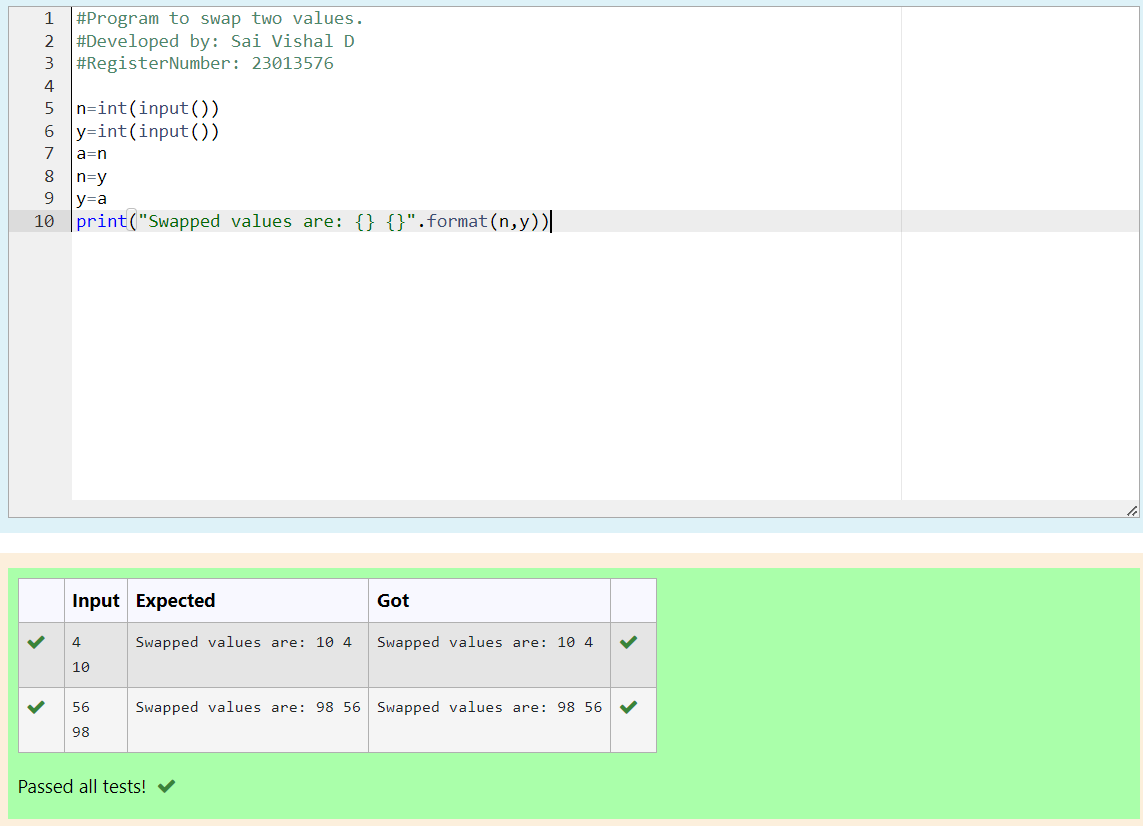 1 #Program to swap two values.
2 #Developed by: Sai Vishal D
3 #RegisterNumber: 23013576
4
5 n=int(input())
6 y=int(input())
7 a=n
8 n=y
9 y=a
10 print("Swapped values are: {} {}".format(n,y))
Input Expected Got
4 Swapped values are: 10 4 Swapped values are: 10 4
10
56 Swapped values are: 98 56 Swapped values are: 98 56
98
Passed all tests!